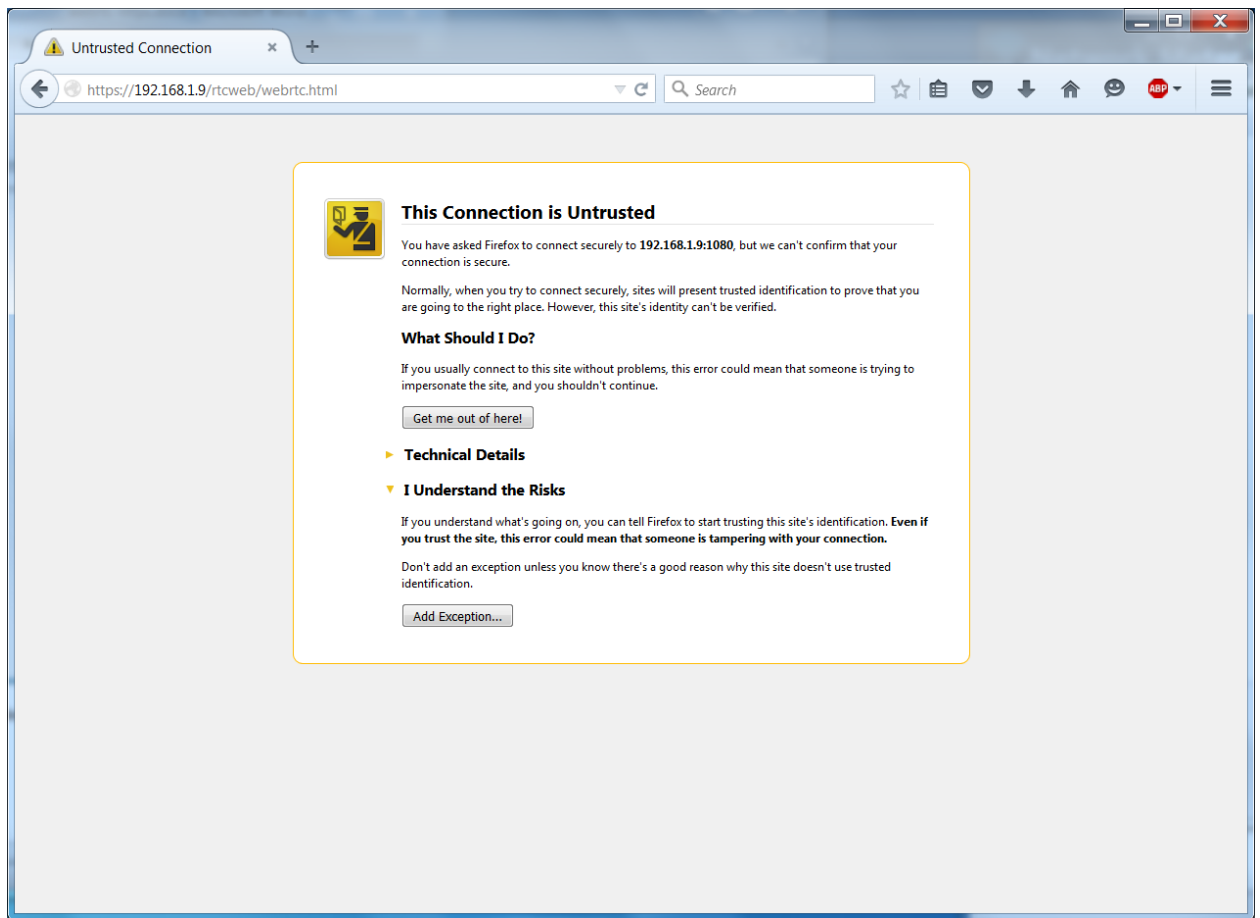 Untrusted Connection
https://192.168.1.9/rtcweb/webrtc.html
Search
ABP
This Connection is Untrusted
You have asked Firefox to connect securely to 192.168.1.9:1080, but we can't confirm that your
connection is secure.
Normally, when you try to connect securely, sites will present trusted identification to prove that you
are going to the right place. However, this site's identity can't be verified.
What Should I Do?
If you usually connect to this site without problems, this error could mean that someone is trying to
impersonate the site, and you shouldn't continue.
Get me out of here!
Technical Details
I Understand the Risks
If you understand what's going on, you can tell Firefox to start trusting this site's identification. Even if
you trust the site, this error could mean that someone is tampering with your connection.
Don't add an exception unless you know there's a good reason why this site doesn't use trusted
identification.
Add Exception...